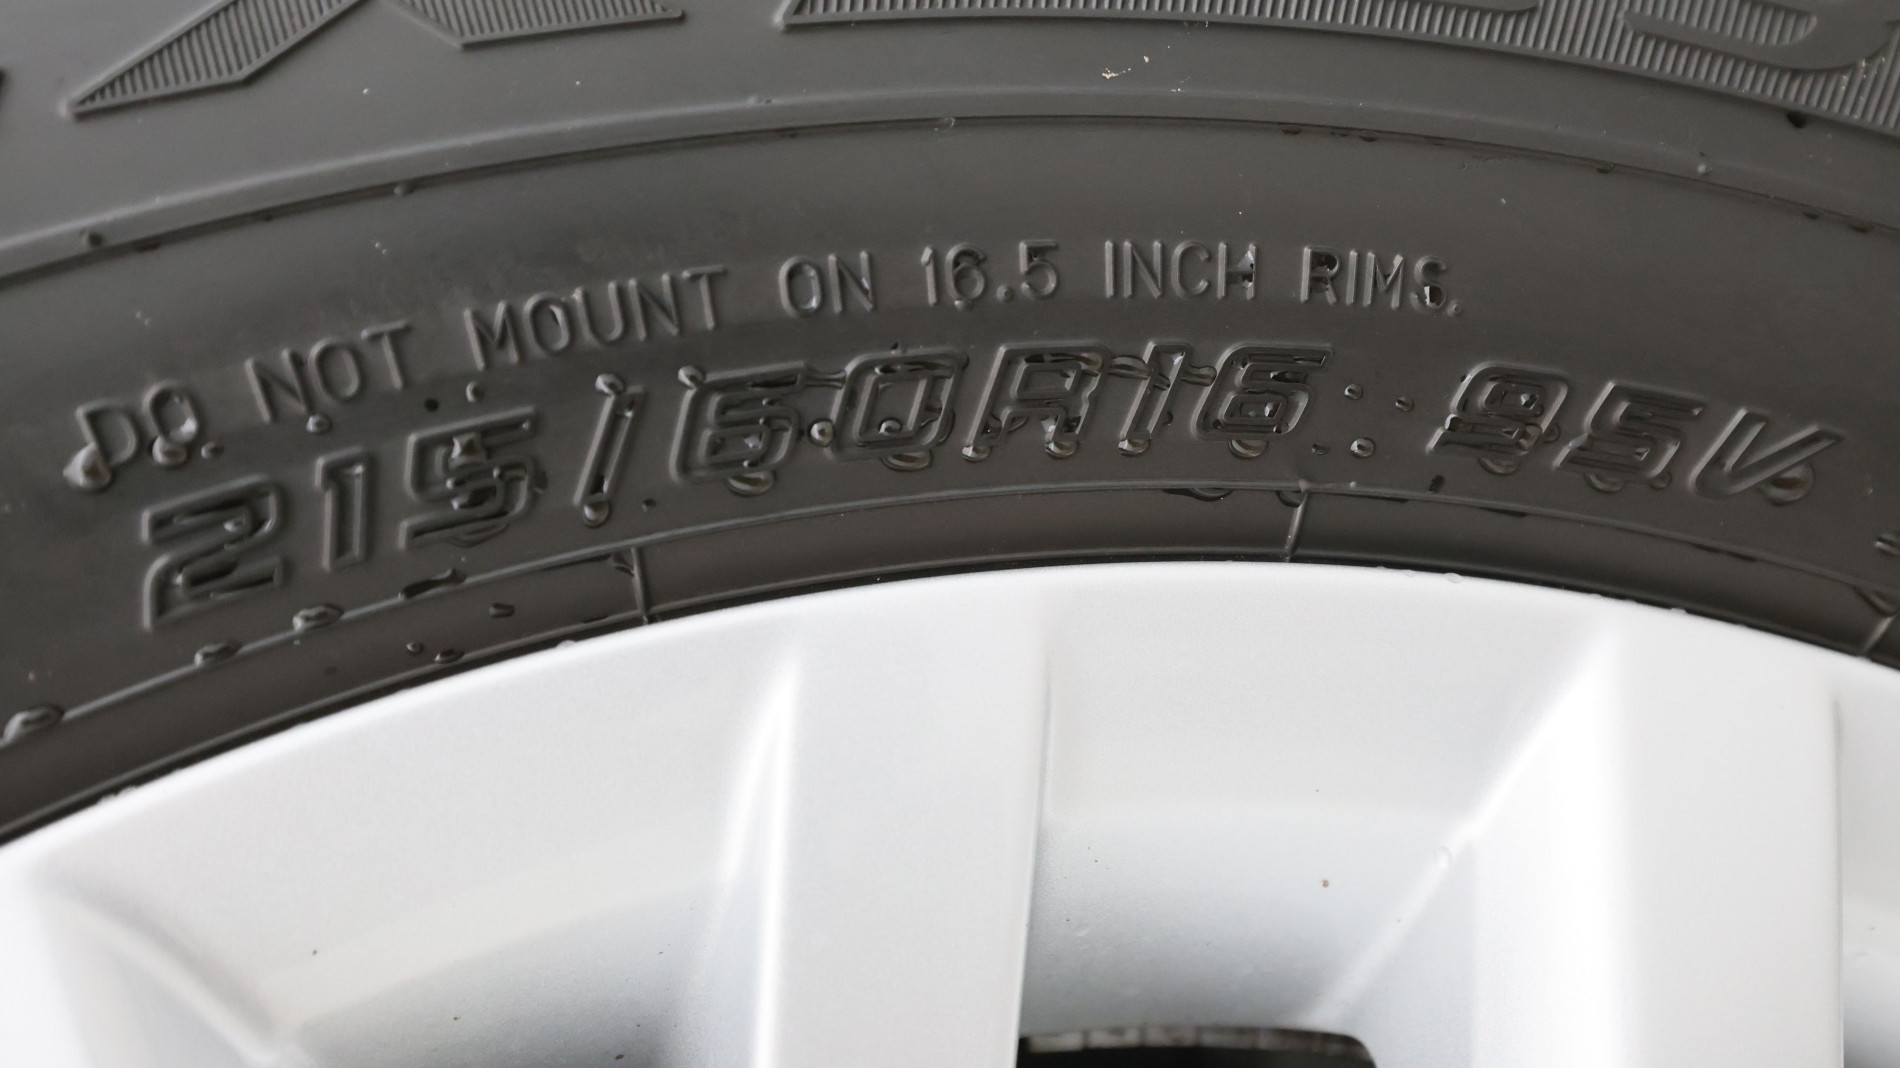 DO NOT MOUNT ON 16.5 INCH RIMS.
215/60R16 95V